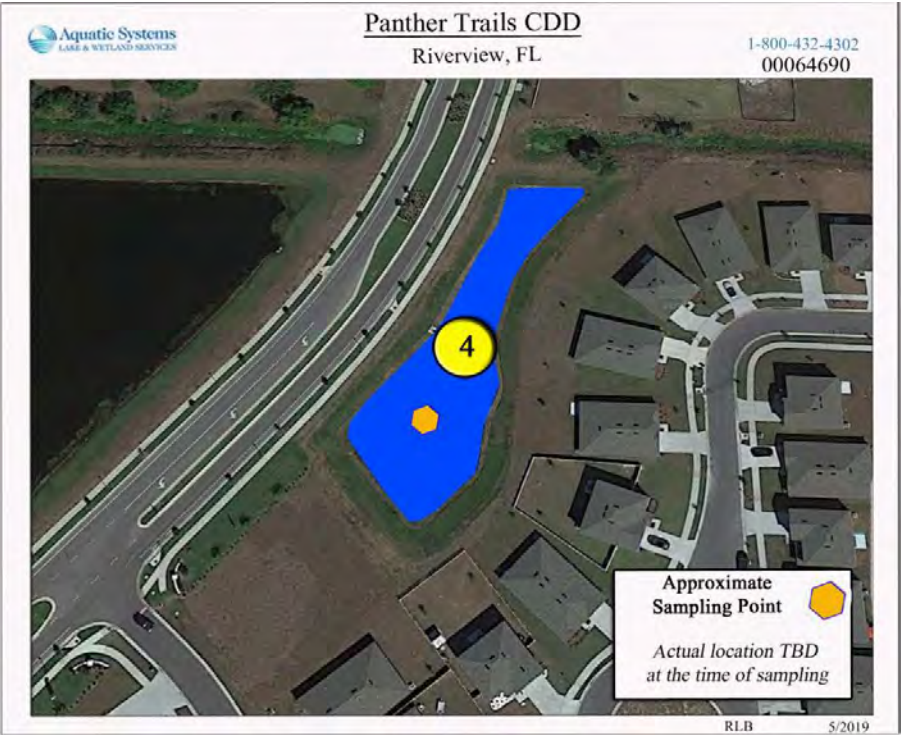 Aquatic Systems
LAKE & WETLAND SERVICES
Panther Trails CDD
Riverview, FL
1-800-432-4302
00064690
4
Approximate
Sampling Point
Actual location TBD
at the time of sampling
RLB
5/2019